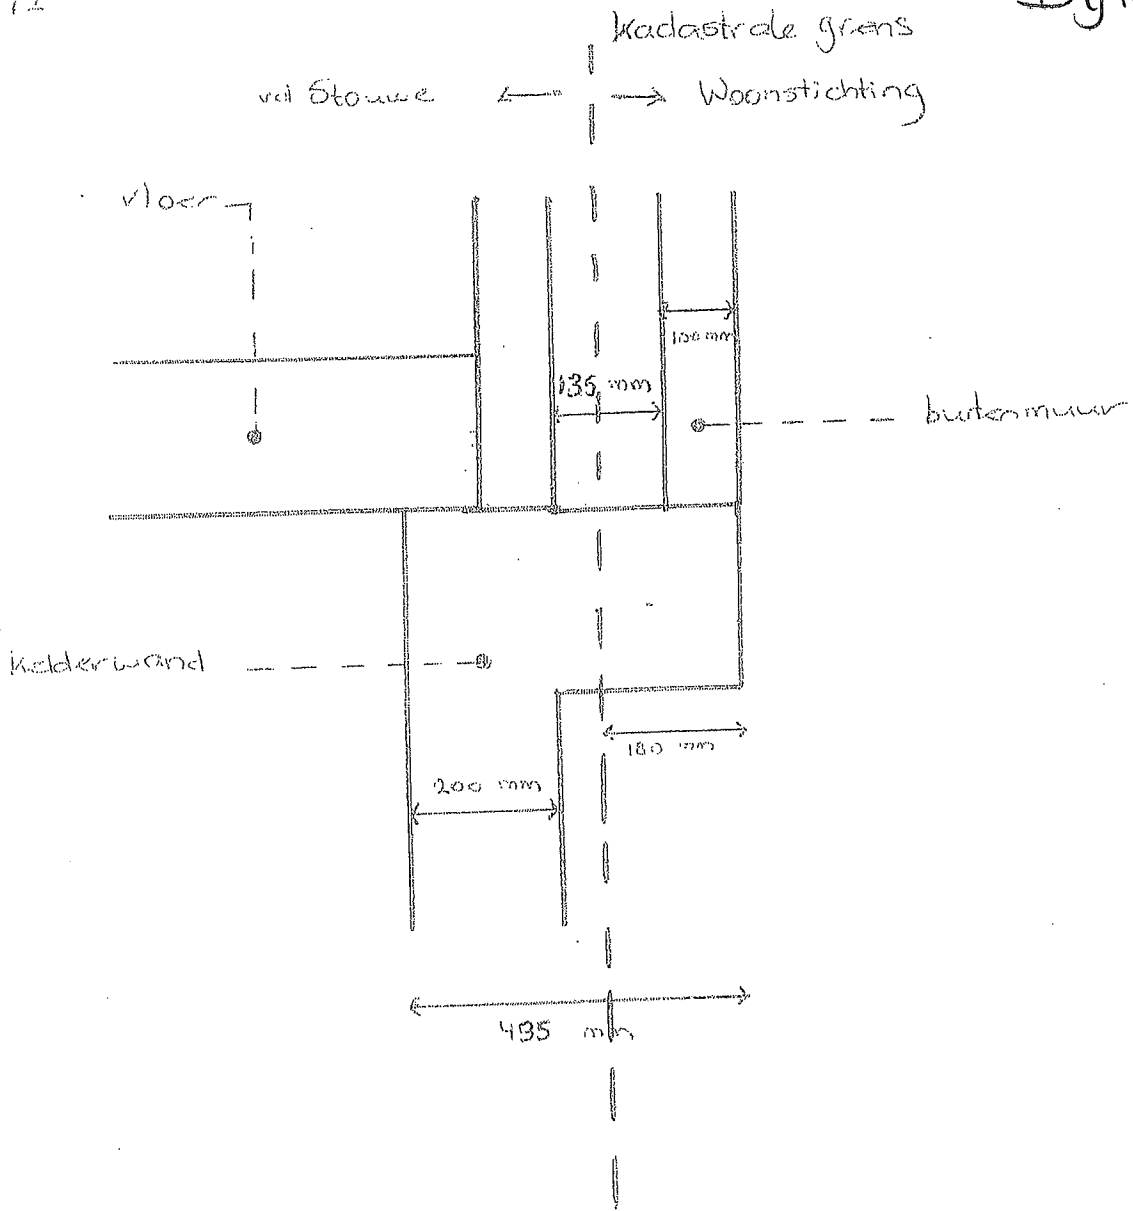 kadastrale grens
vd Stouwe
Woonstichting
vloer
100 mm
135 mm
buitenmuur
kelderwand
180 mm
200 mm
435 mm